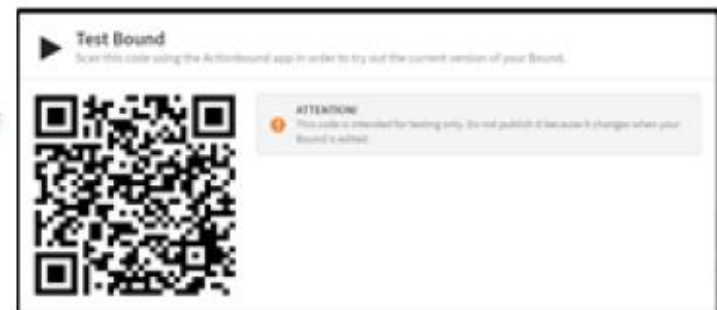 Test Bound
Scan this code using the Actionbound app in order to try out the current version of your Bound.
ATTENTION!
This code is intended for testing only. Do not publish it because it changes when your
Bound is edited.